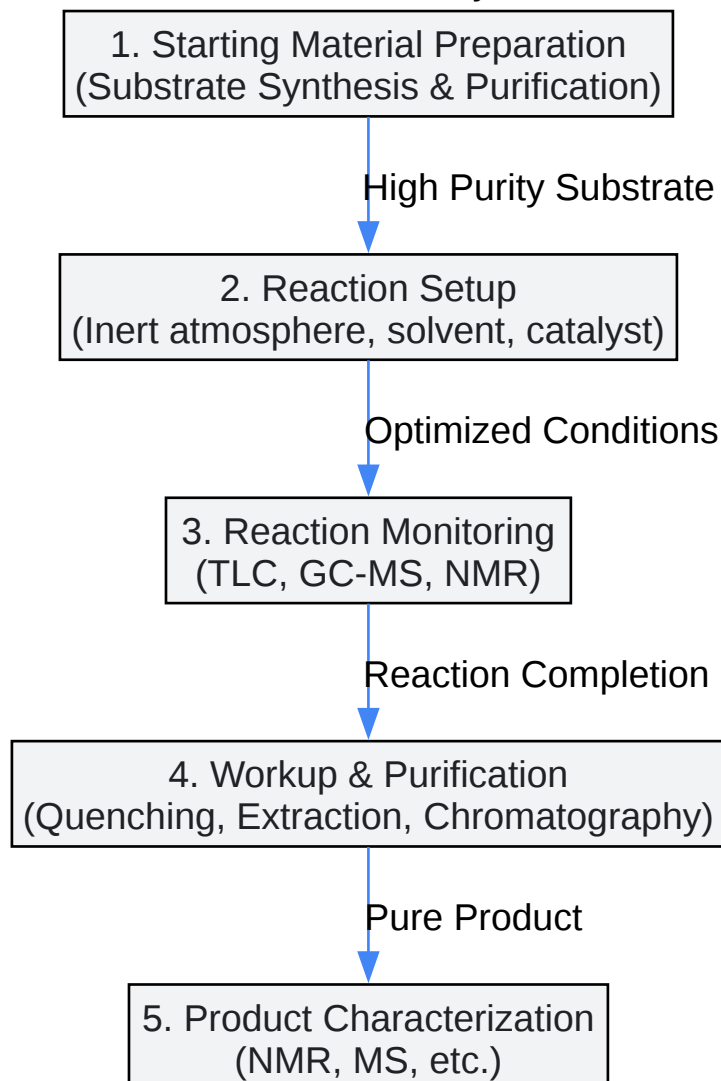 1. Starting Material Preparation
(Substrate Synthesis & Purification)
High Purity Substrate
2. Reaction Setup
(Inert atmosphere, solvent, catalyst)
Optimized Conditions
3. Reaction Monitoring
(TLC, GC-MS, NMR)
Reaction Completion
4. Workup & Purification
(Quenching, Extraction, Chromatography)
Pure Product
5. Product Characterization
(NMR, MS, etc.)